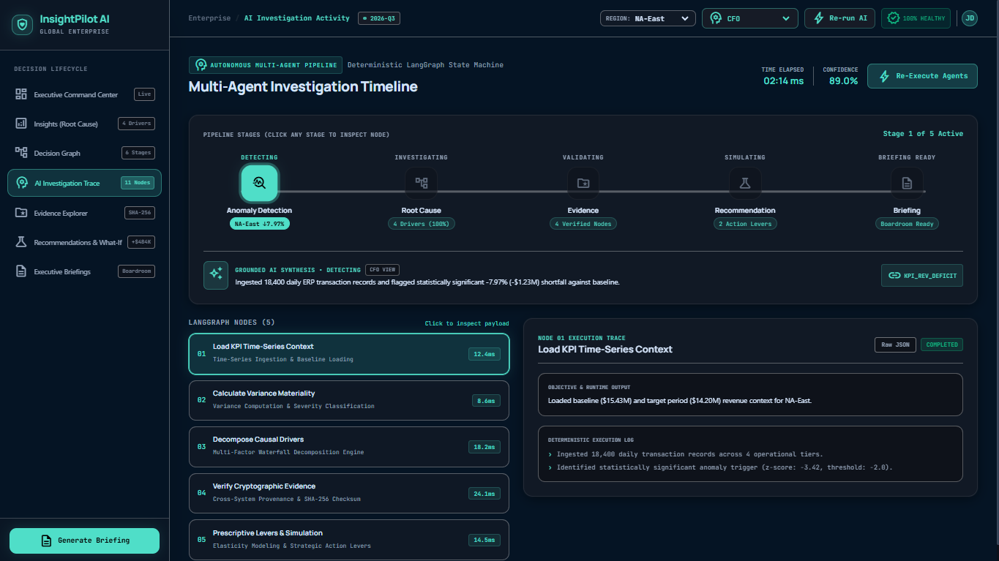 InsightPilot AI
GLOBAL ENTERPRISE
DECISION LIFECYCLE
Executive Command Center
Live
Insights (Root Cause)
4 Drivers
Decision Graph
6 Stages
AI Investigation Trace
11 Nodes
Evidence Explorer
SHA-256
Recommendations & What-If
+$484K
Executive Briefings
Boardroom
Generate Briefing
Enterprise / AI Investigation Activity
2026-Q3
REGION: NA-East
CFO
Re-run AI
100% HEALTHY
JD
AUTONOMOUS MULTI-AGENT PIPELINE
Deterministic LangGraph State Machine
Multi-Agent Investigation Timeline
TIME ELAPSED
02:14 ms
CONFIDENCE
89.0%
Re-Execute Agents
PIPELINE STAGES (CLICK ANY STAGE TO INSPECT NODE)
Stage 1 of 5 Active
DETECTING
Anomaly Detection
NA-East ↓7.97%
INVESTIGATING
Root Cause
4 Drivers (100%)
VALIDATING
Evidence
4 Verified Nodes
SIMULATING
Recommendation
2 Action Levers
BRIEFING READY
Briefing
Boardroom Ready
GROUNDED AI SYNTHESIS • DETECTING
CFO VIEW
Ingested 18,400 daily ERP transaction records and flagged statistically significant -7.97% (-$1.23M) shortfall against baseline.
KPI_REV_DEFICIT
LANGGRAPH NODES (5)
Click to inspect payload
01
Load KPI Time-Series Context
Time-Series Ingestion & Baseline Loading
12.4ms
02
Calculate Variance Materiality
Variance Computation & Severity Classification
8.6ms
03
Decompose Causal Drivers
Multi-Factor Waterfall Decomposition Engine
18.2ms
04
Verify Cryptographic Evidence
Cross-System Provenance & SHA-256 Checksum
24.1ms
05
Prescriptive Levers & Simulation
Elasticity Modeling & Strategic Action Levers
14.5ms
NODE 01 EXECUTION TRACE
Load KPI Time-Series Context
Raw JSON
COMPLETED
OBJECTIVE & RUNTIME OUTPUT
Loaded baseline ($15.43M) and target period ($14.20M) revenue context for NA-East.
DETERMINISTIC EXECUTION LOG
› Ingested 18,400 daily transaction records across 4 operational tiers.
› Identified statistically significant anomaly trigger (z-score: -3.42, threshold: -2.0).